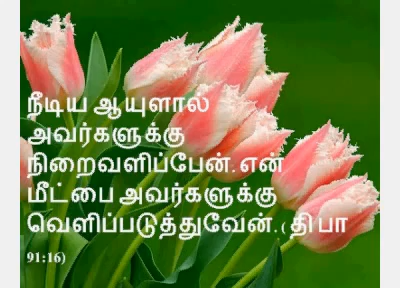 நீடிய ஆயுளால்
அவர்களுக்கு
நிறைவளிப்பேன். என்
மீட்பை அவர்களுக்கு
வெளிப்படுத்துவேன். ( தி பா
91:16)